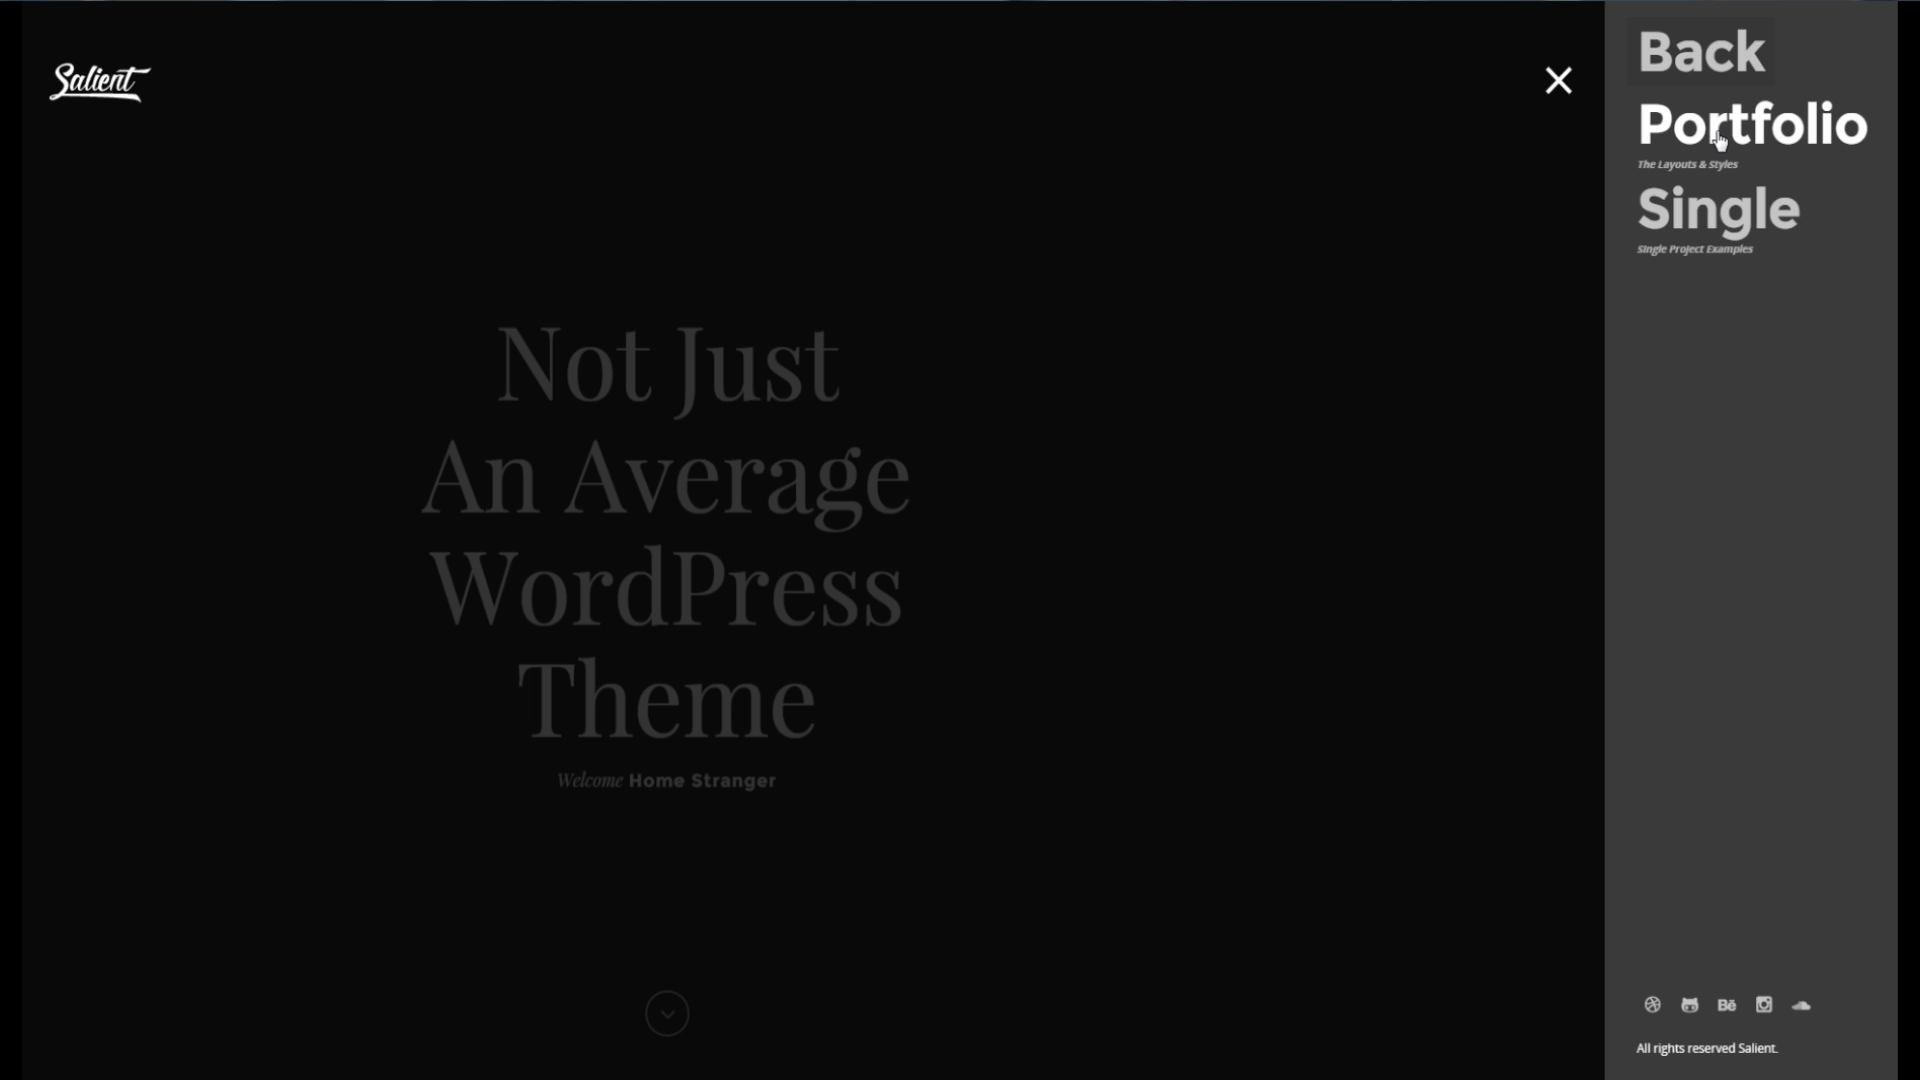 Salient
Back
Portfolio
The Layouts & Styles
Single
Single Project Examples
Not Just
An Average
WordPress
Theme
Welcome Home Stranger
Bē
All rights reserved Salient.